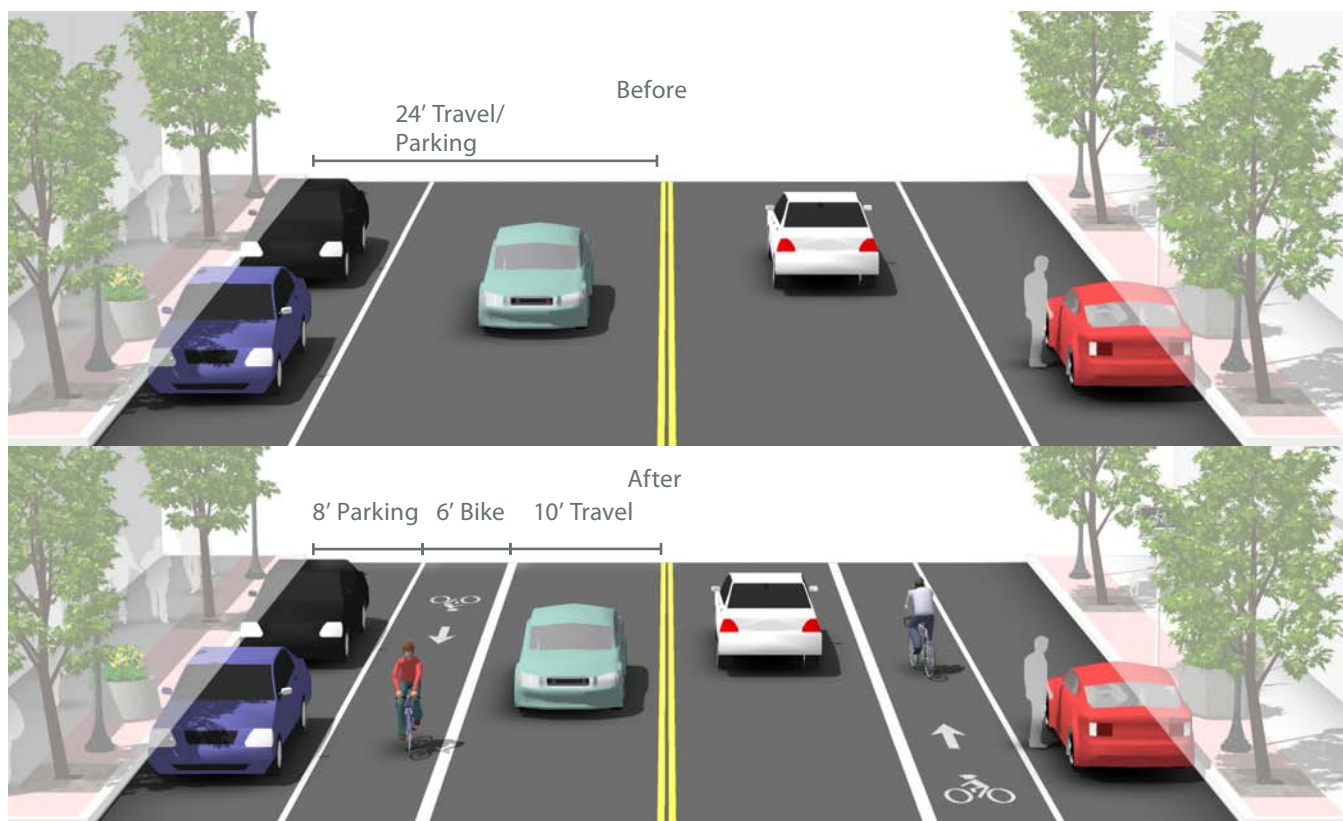 Before
24’ Travel/
Parking
After
8’ Parking
6’ Bike
10’ Travel